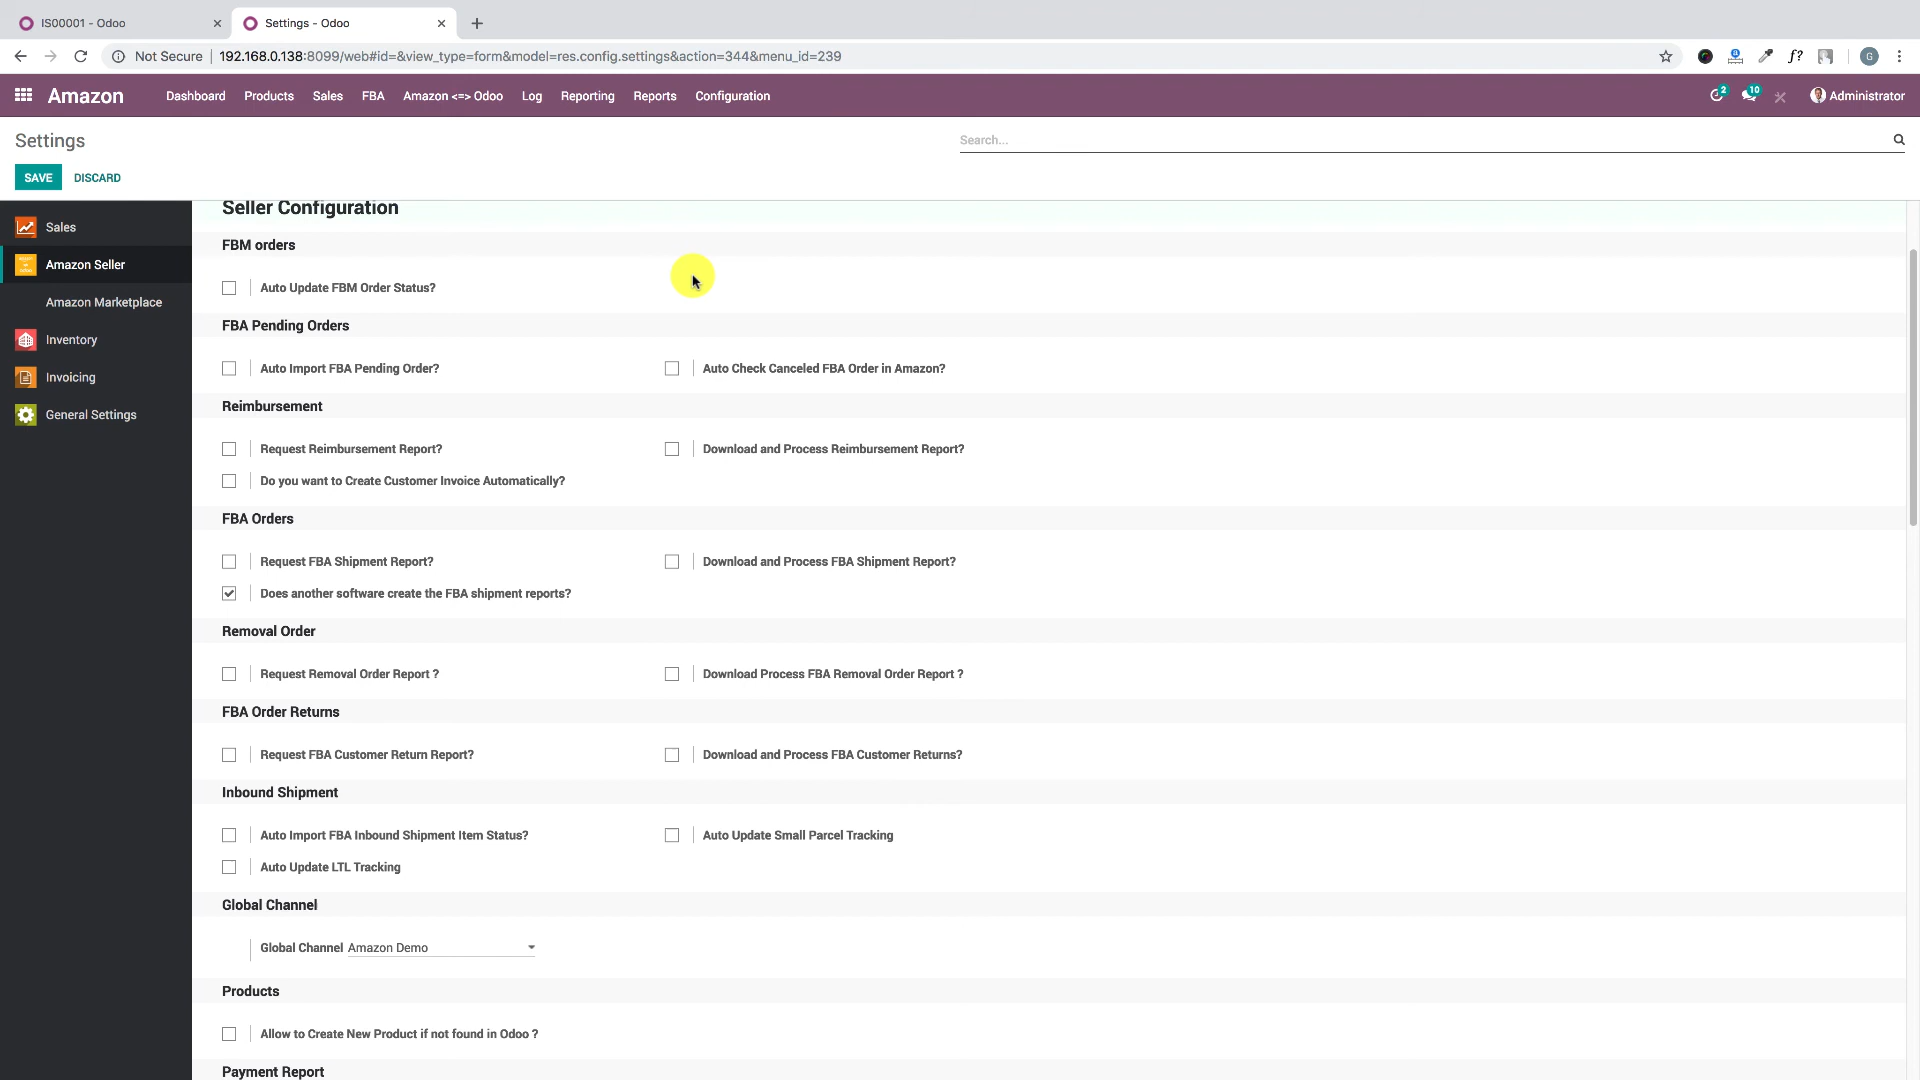 IS00001 - Odoo
Settings - Odoo
Not Secure
192.168.0.138:8099/web#id=&view_type=form&model=res.config.settings&action=344&menu_id=239
f?
G
Amazon
Dashboard
Products
Sales
FBA
Amazon <=> Odoo
Log
Reporting
Reports
Configuration
2
10
Administrator
Settings
Search...
SAVE
DISCARD
Sales
Amazon Seller
Amazon Marketplace
Inventory
Invoicing
General Settings
Seller Configuration
FBM orders
Auto Update FBM Order Status?
FBA Pending Orders
Auto Import FBA Pending Order?
Auto Check Canceled FBA Order in Amazon?
Reimbursement
Request Reimbursement Report?
Download and Process Reimbursement Report?
Do you want to Create Customer Invoice Automatically?
FBA Orders
Request FBA Shipment Report?
Download and Process FBA Shipment Report?
Does another software create the FBA shipment reports?
Removal Order
Request Removal Order Report ?
Download Process FBA Removal Order Report ?
FBA Order Returns
Request FBA Customer Return Report?
Download and Process FBA Customer Returns?
Inbound Shipment
Auto Import FBA Inbound Shipment Item Status?
Auto Update Small Parcel Tracking
Auto Update LTL Tracking
Global Channel
Global Channel Amazon Demo
Products
Allow to Create New Product if not found in Odoo ?
Payment Report